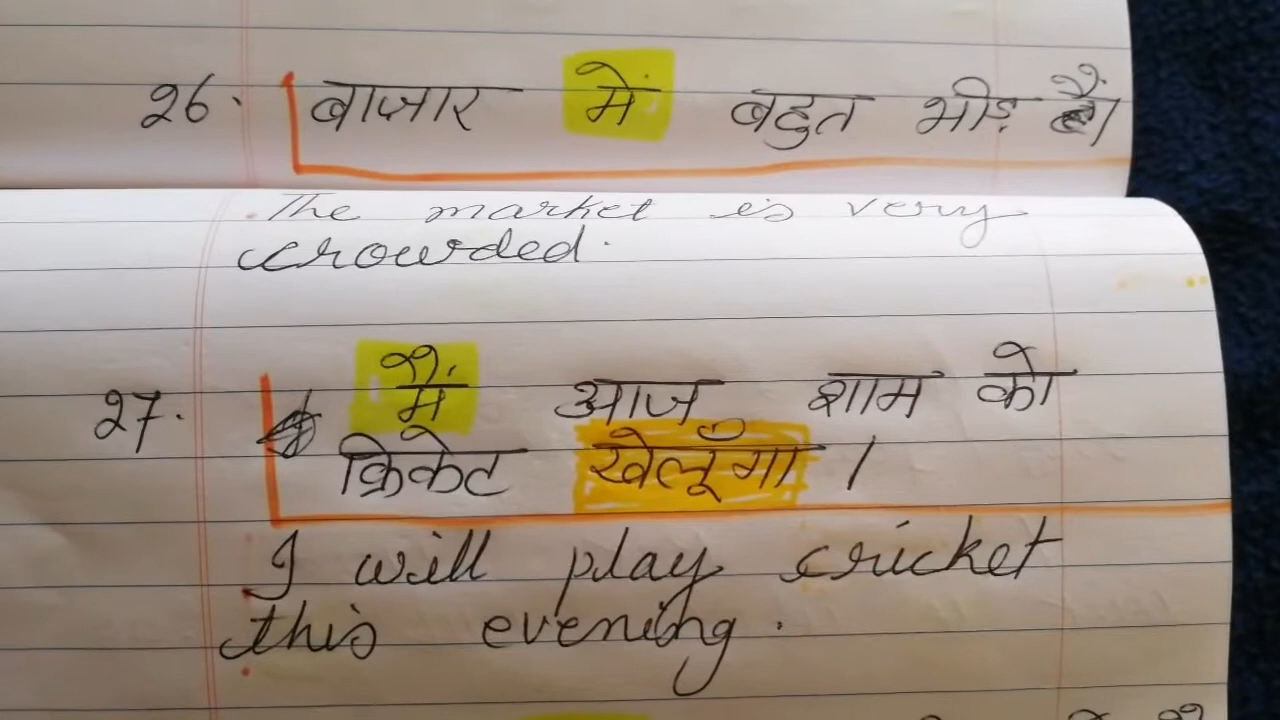 26. बाज़ार में बहुत भीड़ है।
The market is very
crowded.
27. मैं आज शाम को
क्रिकेट खेलूँगा ।
I will play cricket
this evening.